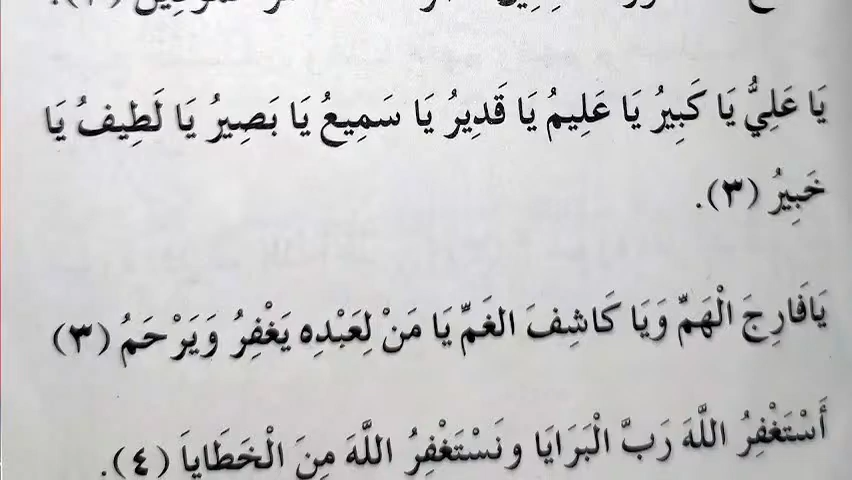 يَا عَلِيُّ يَا كَبِيرُ يَا عَلِيمُ يَا قَدِيرُ يَا سَمِيعُ يَا بَصِيرُ يَا لَطِيفُ يَا
خَبِيرُ (٣).
يَافَارِجَ الْهَمِّ وَيَا كَاشِفَ الغَمِّ يَا مَنْ لِعَبْدِه يَغْفِرُ وَيَرْحَمُ (٣)
أَسْتَغْفِرُ اللَّهَ رَبَّ الْبَرَايَا ونَسْتَغْفِرُ اللَّهَ مِنَ الْخَطَايَا (٤).